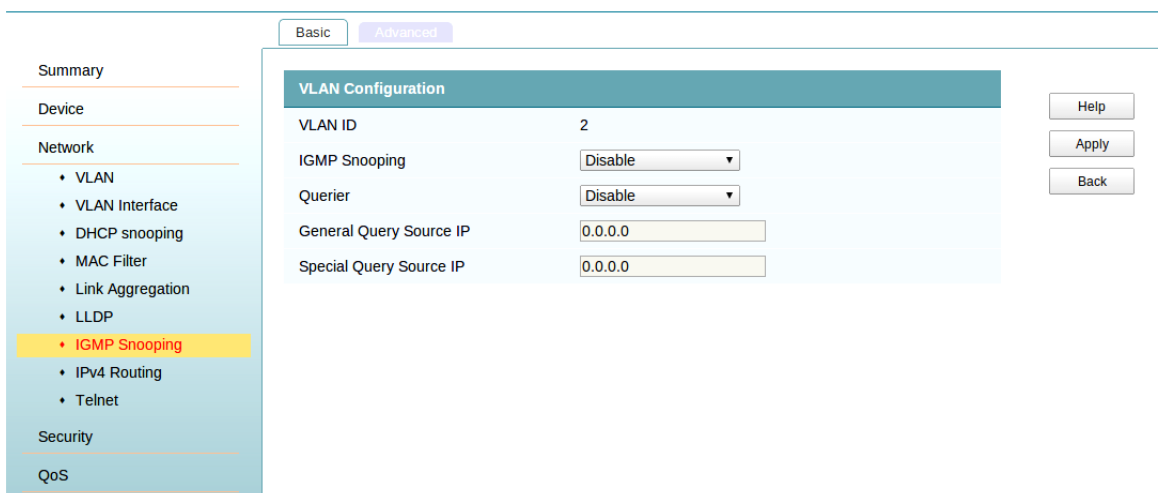 Basic
Advanced
Summary
Device
Network
VLAN
VLAN Interface
DHCP snooping
MAC Filter
Link Aggregation
LLDP
IGMP Snooping
IPv4 Routing
Telnet
Security
QoS
VLAN Configuration
VLAN ID 2
IGMP Snooping Disable
Querier Disable
General Query Source IP 0.0.0.0
Special Query Source IP 0.0.0.0
Help
Apply
Back